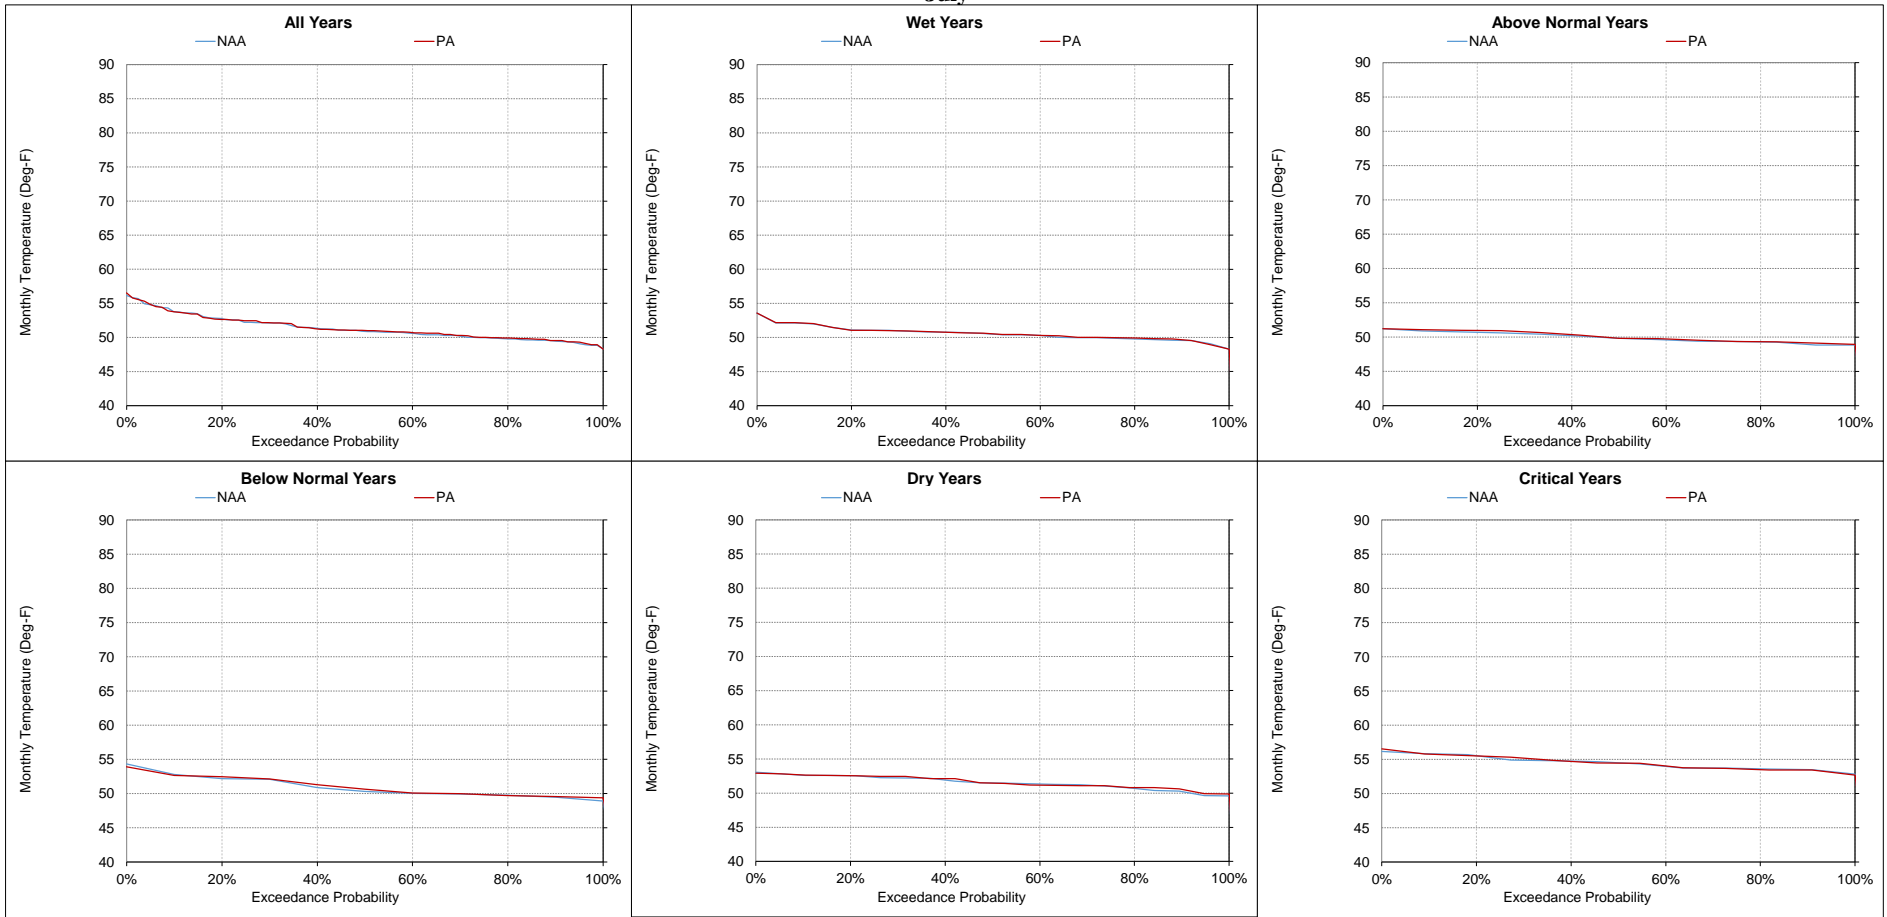 All Years
NAA PA
90
85
80
75
70
65
60
55
50
45
40
Monthly Temperature (Deg-F)
0% 20% 40% 60% 80% 100%
Exceedance Probability
Wet Years
NAA PA
90
85
80
75
70
65
60
55
50
45
40
Monthly Temperature (Deg-F)
0% 20% 40% 60% 80% 100%
Exceedance Probability
Above Normal Years
NAA PA
90
85
80
75
70
65
60
55
50
45
40
Monthly Temperature (Deg-F)
0% 20% 40% 60% 80% 100%
Exceedance Probability
Below Normal Years
NAA PA
90
85
80
75
70
65
60
55
50
45
40
Monthly Temperature (Deg-F)
0% 20% 40% 60% 80% 100%
Exceedance Probability
Dry Years
NAA PA
90
85
80
75
70
65
60
55
50
45
40
Monthly Temperature (Deg-F)
0% 20% 40% 60% 80% 100%
Exceedance Probability
Critical Years
NAA PA
90
85
80
75
70
65
60
55
50
45
40
Monthly Temperature (Deg-F)
0% 20% 40% 60% 80% 100%
Exceedance Probability